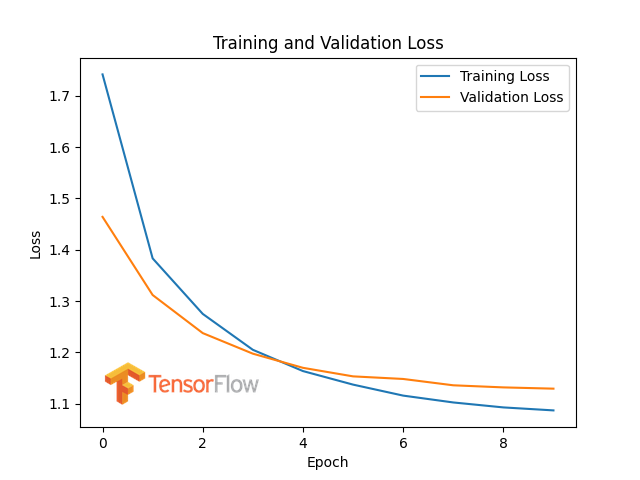 Training and Validation Loss
Training Loss
Validation Loss
Loss
1.7
1.6
1.5
1.4
1.3
1.2
1.1
TensorFlow
0
2
4
6
8
Epoch